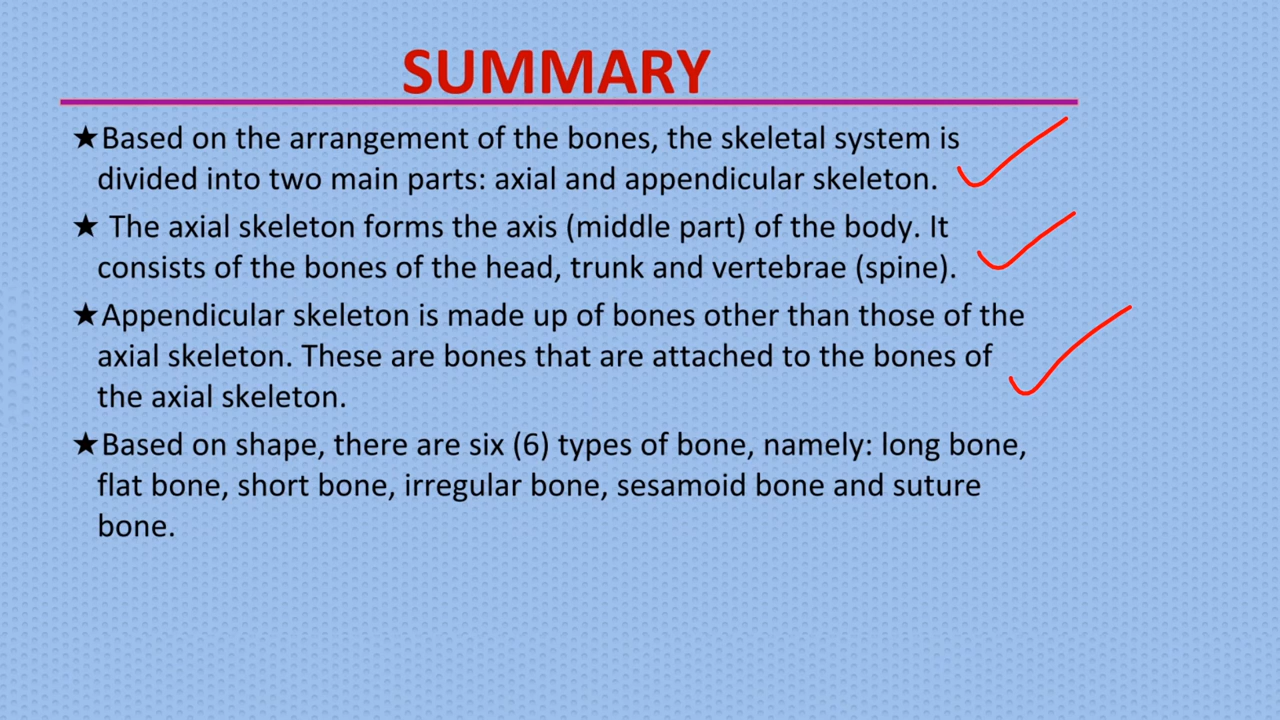 SUMMARY
★Based on the arrangement of the bones, the skeletal system is
divided into two main parts: axial and appendicular skeleton.
★ The axial skeleton forms the axis (middle part) of the body. It
consists of the bones of the head, trunk and vertebrae (spine).
★Appendicular skeleton is made up of bones other than those of the
axial skeleton. These are bones that are attached to the bones of
the axial skeleton.
★Based on shape, there are six (6) types of bone, namely: long bone,
flat bone, short bone, irregular bone, sesamoid bone and suture
bone.